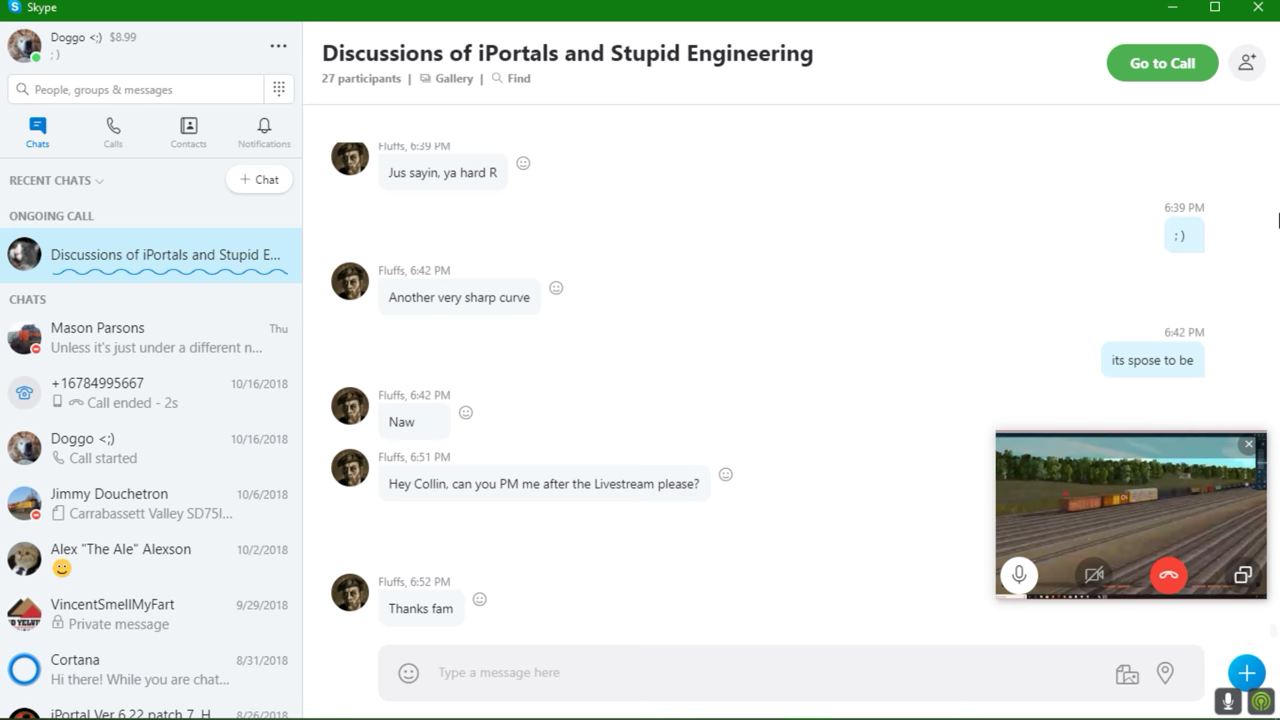 Skype
Doggo <;) $8.99
: )
People, groups & messages
Chats
Calls
Contacts
Notifications
RECENT CHATS
+ Chat
ONGOING CALL
Discussions of iPortals and Stupid E...
CHATS
Mason Parsons Thu
Unless it's just under a different n...
+16784995667 10/16/2018
Call ended - 2s
Doggo <;) 10/16/2018
Call started
Jimmy Douchetron 10/6/2018
Carrabassett Valley SD75I...
Alex "The Ale" Alexson 10/2/2018
VincentSmellMyFart 9/29/2018
Private message
Cortana 8/31/2018
Hi there! While you are chat...
iPortal Ver 6.22 patch 7, H... 8/26/2018
Discussions of iPortals and Stupid Engineering
27 participants | Gallery | Find
Go to Call
Fluffs, 6:39 PM
Jus sayin, ya hard R
6:39 PM
; )
Fluffs, 6:42 PM
Another very sharp curve
6:42 PM
its spose to be
Fluffs, 6:42 PM
Naw
Fluffs, 6:51 PM
Hey Collin, can you PM me after the Livestream please?
Fluffs, 6:52 PM
Thanks fam
Type a message here